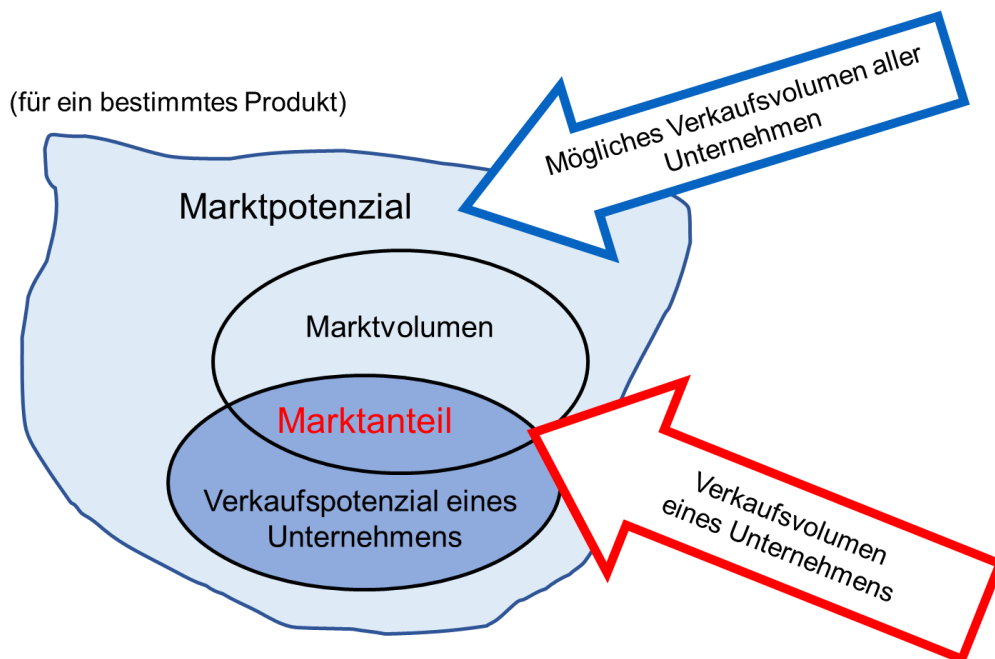 (für ein bestimmtes Produkt)
Mögliches Verkaufsvolumen aller
Unternehmen
Marktpotenzial
Marktvolumen
Marktanteil
Verkaufspotenzial eines
Unternehmens
Verkaufsvolumen
eines Unternehmens